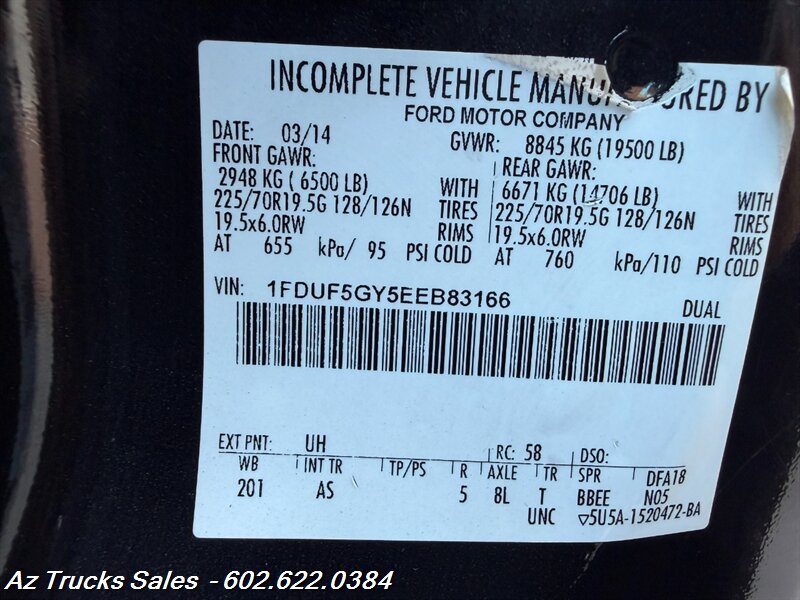 INCOMPLETE VEHICLE MANUF URED BY
FORD MOTOR COMPANY
DATE: 03/14 GVWR: 8845 KG (19500 LB)
FRONT GAWR: REAR GAWR:
2948 KG ( 6500 LB) WITH 6671 KG (14706 LB) WITH
225/70R19.5G 128/126N TIRES 225/70R19.5G 128/126N TIRES
19.5x6.0RW RIMS 19.5x6.0RW RIMS
AT 655 kPa/ 95 PSI COLD AT 760 kPa/110 PSI COLD
VIN: 1FDUF5GY5EEB83166 DUAL
EXT PNT: UH RC: 58 DSO:
WB INT TR TP/PS R AXLE TR SPR DFA18
201 AS 5 8L T BBEE N05
UNC ▽5U5A-1520472-BA
Az Trucks Sales - 602.622.0384